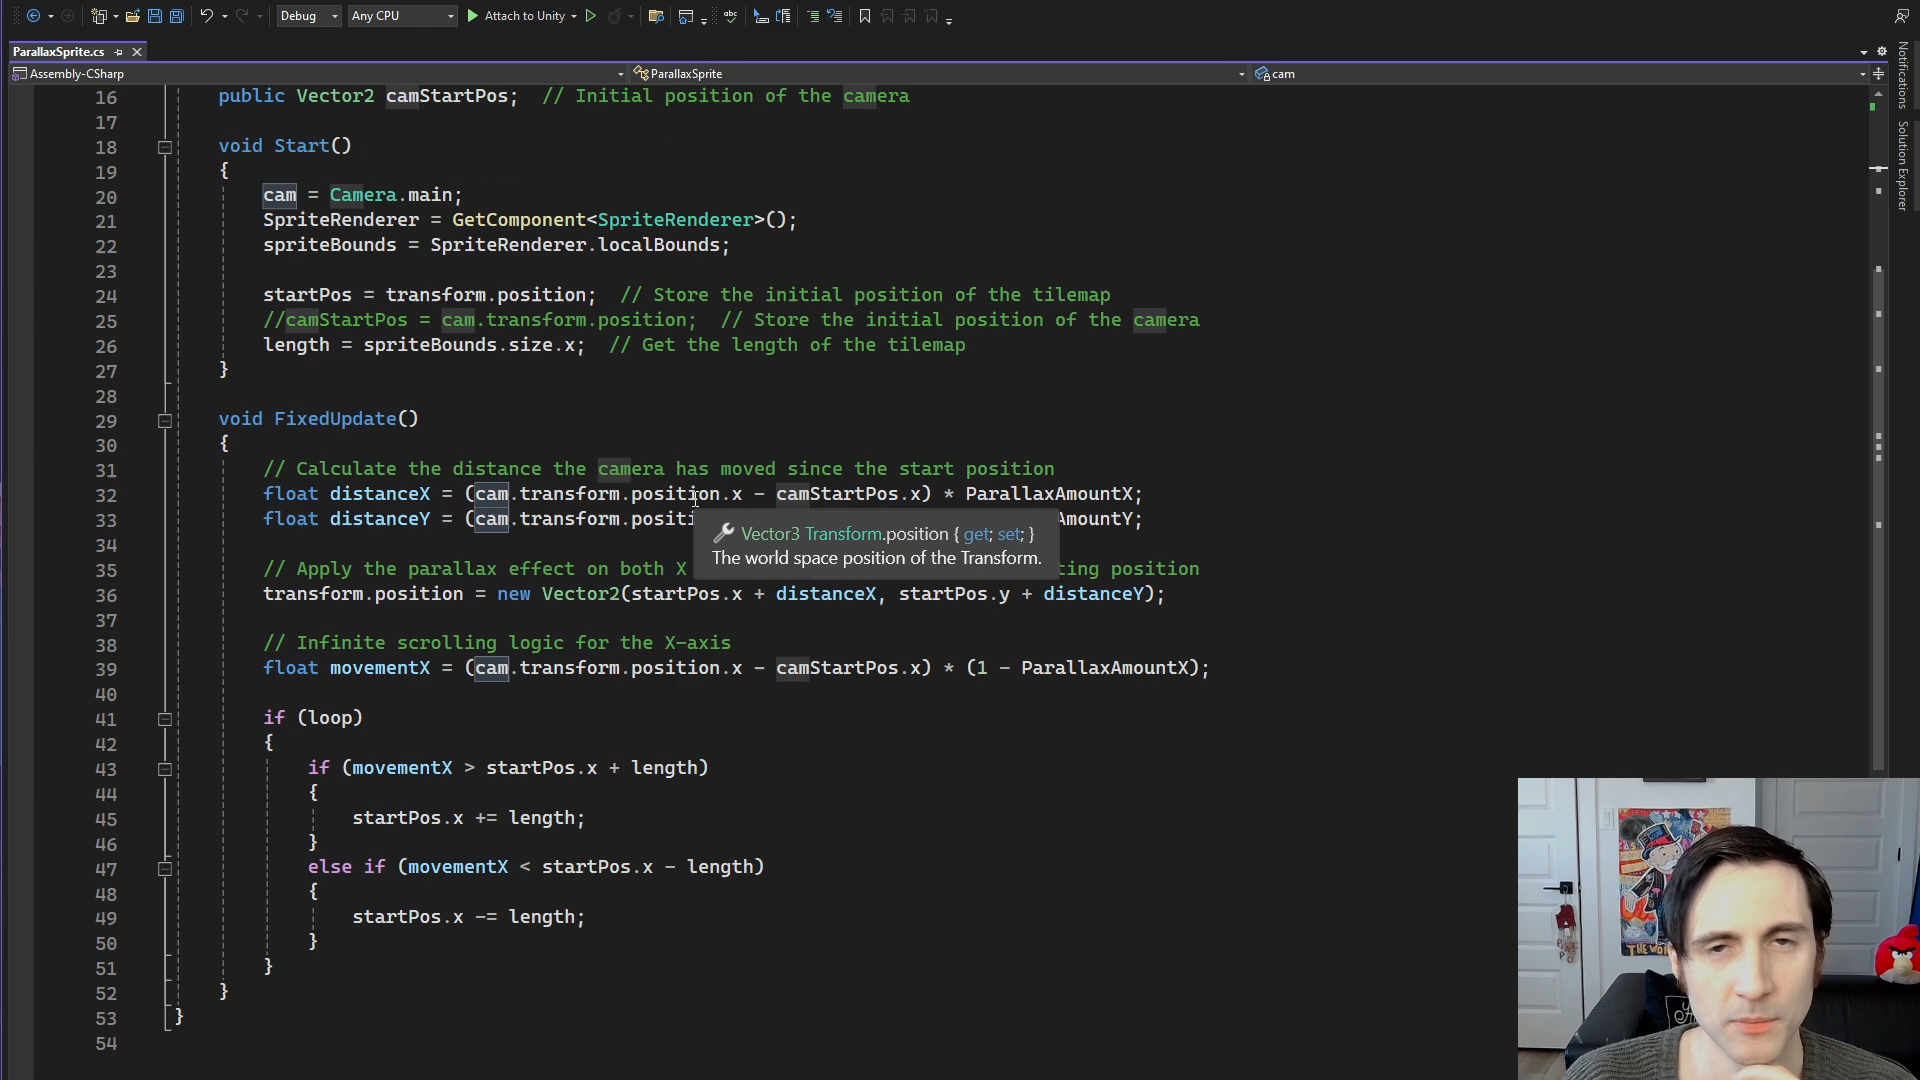 Debug
Any CPU
Attach to Unity
ParallaxSprite.cs
Assembly-CSharp
ParallaxSprite
cam
Notifications
Solution Explorer
16 public Vector2 camStartPos;  // Initial position of the camera
17
18 void Start()
19 {
20 cam = Camera.main;
21 SpriteRenderer = GetComponent<SpriteRenderer>();
22 spriteBounds = SpriteRenderer.localBounds;
23
24 startPos = transform.position;  // Store the initial position of the tilemap
25 //camStartPos = cam.transform.position;  // Store the initial position of the camera
26 length = spriteBounds.size.x;  // Get the length of the tilemap
27 }
28
29 void FixedUpdate()
30 {
31 // Calculate the distance the camera has moved since the start position
32 float distanceX = (cam.transform.position.x - camStartPos.x) * ParallaxAmountX;
33 float distanceY = (cam.transform.positi
AmountY;
Vector3 Transform.position { get; set; }
The world space position of the Transform.
34
35 // Apply the parallax effect on both X
ting position
36 transform.position = new Vector2(startPos.x + distanceX, startPos.y + distanceY);
37
38 // Infinite scrolling logic for the X-axis
39 float movementX = (cam.transform.position.x - camStartPos.x) * (1 - ParallaxAmountX);
40
41 if (loop)
42 {
43 if (movementX > startPos.x + length)
44 {
45 startPos.x += length;
46 }
47 else if (movementX < startPos.x - length)
48 {
49 startPos.x -= length;
50 }
51 }
52 }
53 }
54